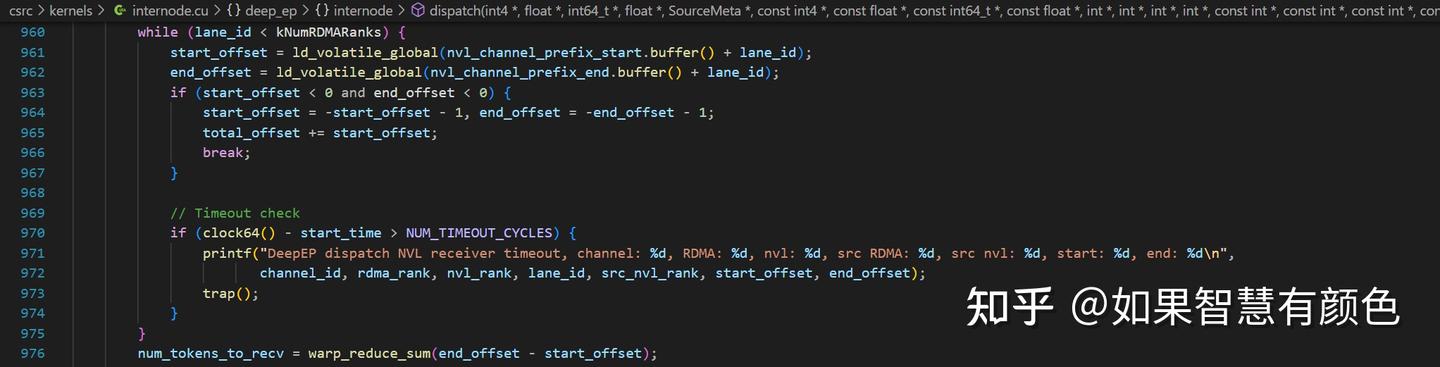 csrc > kernels > internode.cu > {} deep_ep > {} internode > dispatch(int4 *, float *, int64_t *, float *, SourceMeta *, const int4 *, const float *, const int64_t *, const float *, int *, int *, int *, int *, const int *, const int *, const int *, con
960 while (lane_id < kNumRDMARanks) {
961 start_offset = ld_volatile_global(nvl_channel_prefix_start.buffer() + lane_id);
962 end_offset = ld_volatile_global(nvl_channel_prefix_end.buffer() + lane_id);
963 if (start_offset < 0 and end_offset < 0) {
964 start_offset = -start_offset - 1, end_offset = -end_offset - 1;
965 total_offset += start_offset;
966 break;
967 }
968
969 // Timeout check
970 if (clock64() - start_time > NUM_TIMEOUT_CYCLES) {
971 printf("DeepEP dispatch NVL receiver timeout, channel: %d, RDMA: %d, nvl: %d, src RDMA: %d, src nvl: %d, start: %d, end: %d\n",
972 channel_id, rdma_rank, nvl_rank, lane_id, src_nvl_rank, start_offset, end_offset);
973 trap();
974 }
975 }
976 num_tokens_to_recv = warp_reduce_sum(end_offset - start_offset);
知乎 @如果智慧有颜色